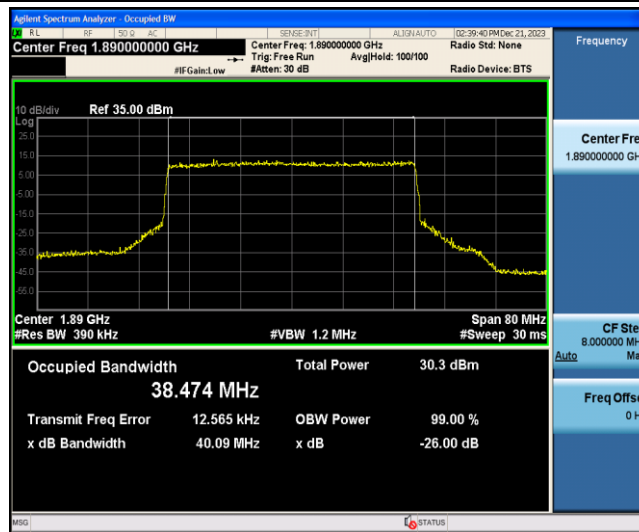 Agilent Spectrum Analyzer - Occupied BW
RL RF 50 Ω AC SENSE:INT ALIGN AUTO 02:39:40 PM Dec 21, 2023
Center Freq 1.890000000 GHz Center Freq: 1.890000000 GHz Radio Std: None
Trig: Free Run Avg|Hold: 100/100
#IFGain:Low #Atten: 30 dB Radio Device: BTS
Frequency
10 dB/div Ref 35.00 dBm
Log
25.0
15.0
5.00
-5.00
-15.0
-25.0
-35.0
-45.0
-55.0
Center 1.89 GHz Span 80 MHz
#Res BW 390 kHz #VBW 1.2 MHz #Sweep 30 ms
Occupied Bandwidth Total Power 30.3 dBm
38.474 MHz
Transmit Freq Error 12.565 kHz OBW Power 99.00 %
x dB Bandwidth 40.09 MHz x dB -26.00 dB
Center Fre
1.890000000 GH
CF Ste
8.000000 MH
Auto Ma
Freq Offse
0 H
MSG STATUS